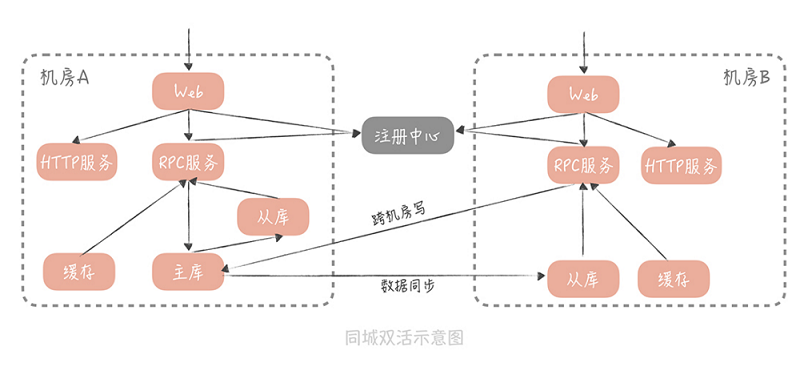 机房A
Web
HTTP服务
RPC服务
从库
缓存
主库
注册中心
跨机房写
数据同步
机房B
Web
RPC服务
HTTP服务
从库
缓存
同城双活示意图